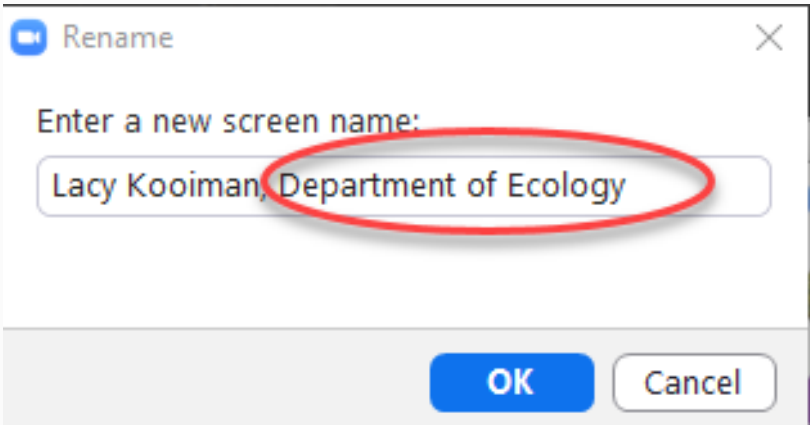 Rename
Enter a new screen name:
Lacy Kooiman, Department of Ecology
OK
Cancel